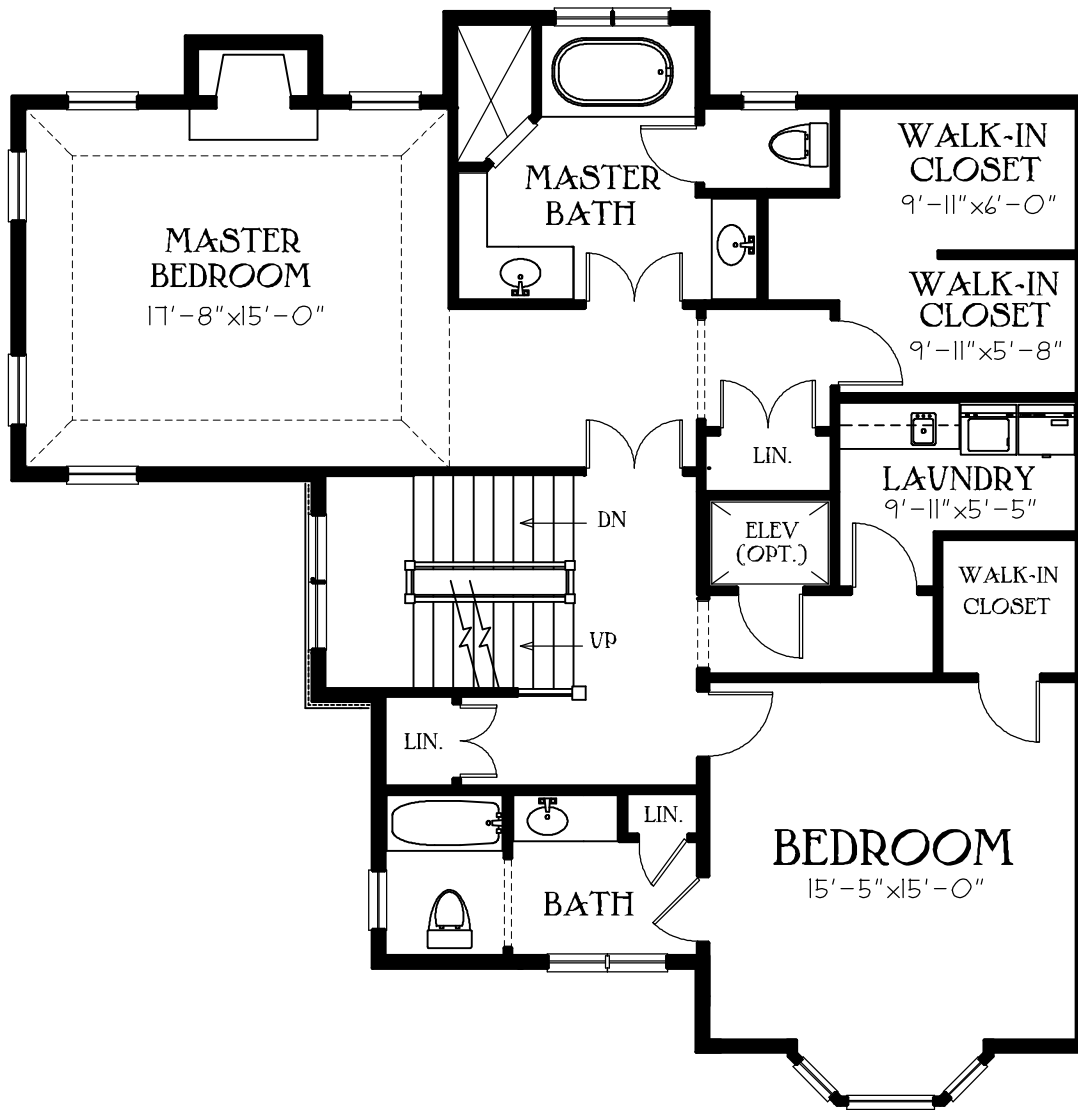 WALK-IN
CLOSET
9'-11"x6'-0"
MASTER
BATH
MASTER
BEDROOM
17'-8"x15'-0"
WALK-IN
CLOSET
9'-11"x5'-8"
LIN.
LAUNDRY
9'-11"x5'-5"
DN
ELEV
(OPT.)
WALK-IN
CLOSET
UP
LIN.
LIN.
BEDROOM
15'-5"x15'-0"
BATH